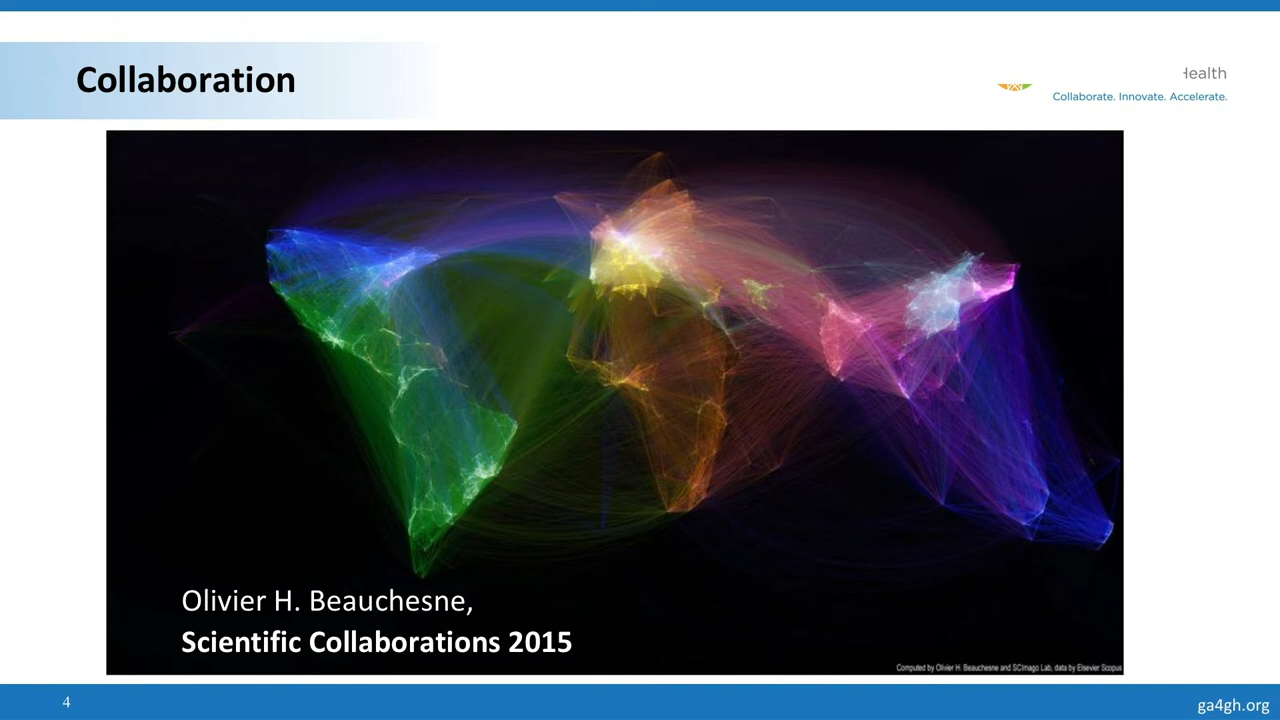 Collaboration
Health
Collaborate. Innovate. Accelerate.
Olivier H. Beauchesne,
Scientific Collaborations 2015
Computed by Olivier H. Beauchesne and SCImago Lab, data by Elsevier Scopus
4
ga4gh.org